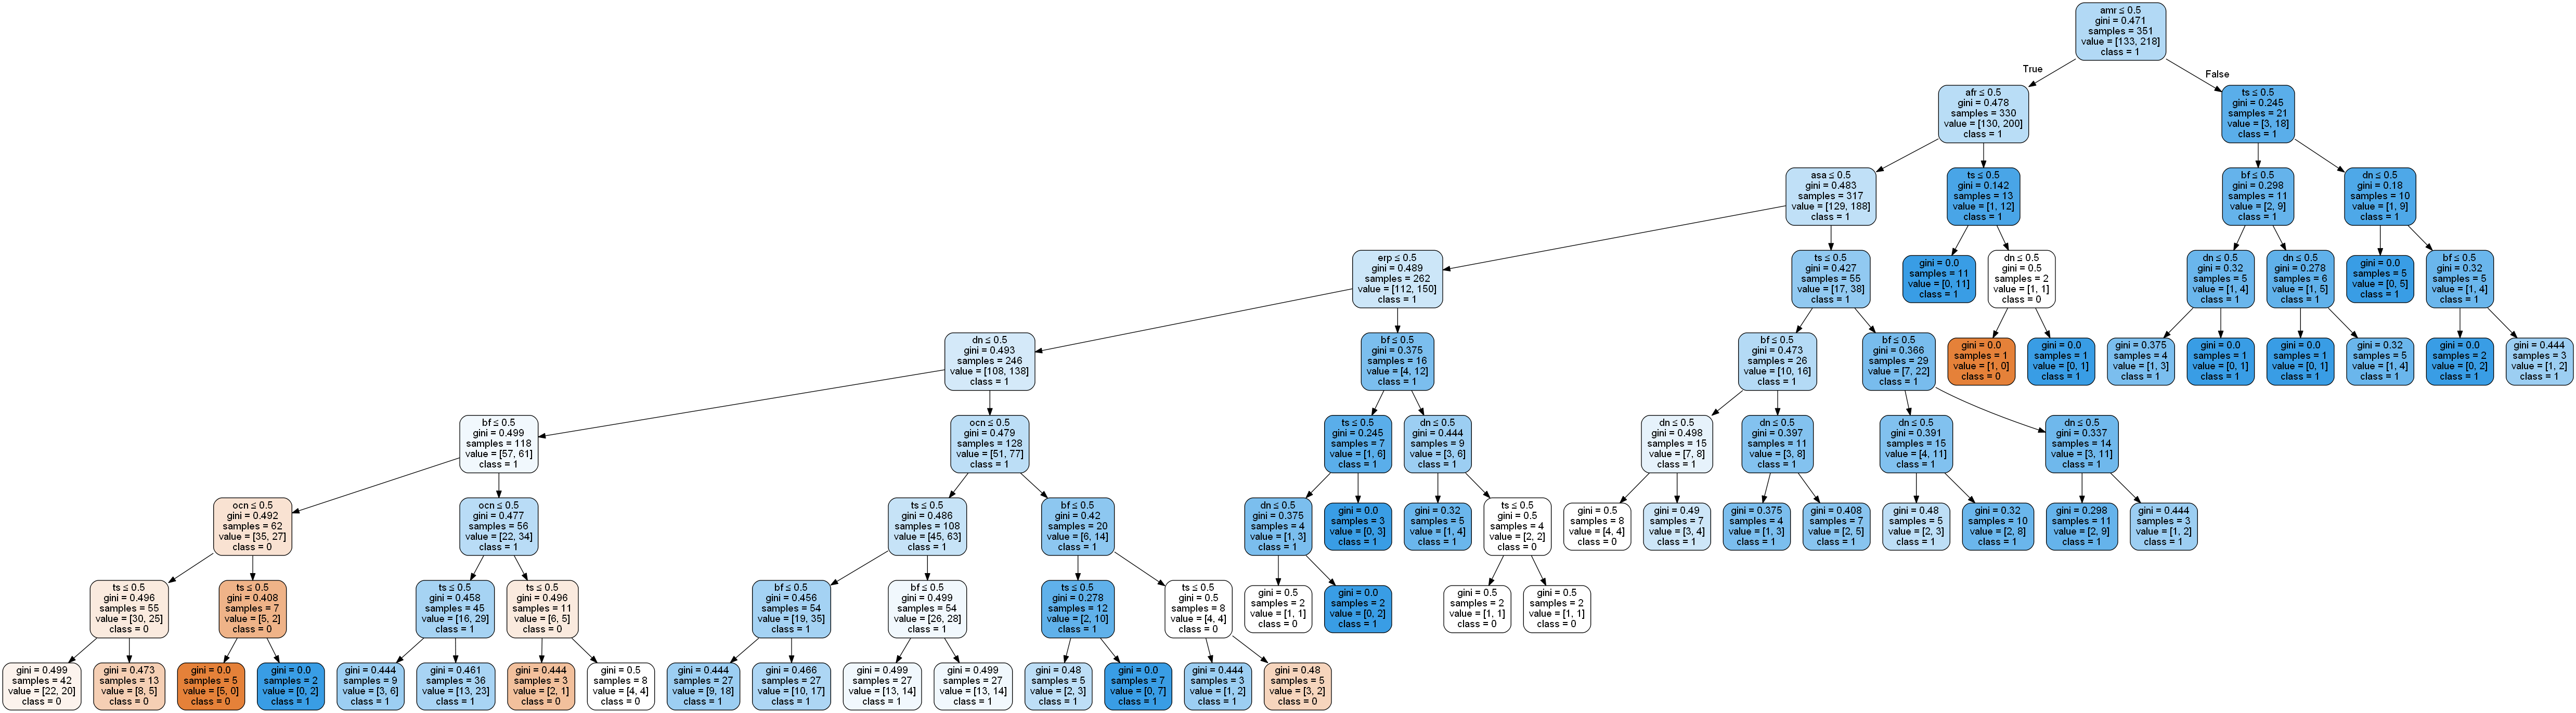 amr ≤ 0.5
gini = 0.471
samples = 351
value = [133, 218]
class = 1
True
False
afr ≤ 0.5
gini = 0.478
samples = 330
value = [130, 200]
class = 1
ts ≤ 0.5
gini = 0.245
samples = 21
value = [3, 18]
class = 1
asa ≤ 0.5
gini = 0.483
samples = 317
value = [129, 188]
class = 1
ts ≤ 0.5
gini = 0.142
samples = 13
value = [1, 12]
class = 1
bf ≤ 0.5
gini = 0.298
samples = 11
value = [2, 9]
class = 1
dn ≤ 0.5
gini = 0.18
samples = 10
value = [1, 9]
class = 1
erp ≤ 0.5
gini = 0.489
samples = 262
value = [112, 150]
class = 1
ts ≤ 0.5
gini = 0.427
samples = 55
value = [17, 38]
class = 1
gini = 0.0
samples = 11
value = [0, 11]
class = 1
dn ≤ 0.5
gini = 0.5
samples = 2
value = [1, 1]
class = 0
dn ≤ 0.5
gini = 0.32
samples = 5
value = [1, 4]
class = 1
dn ≤ 0.5
gini = 0.278
samples = 6
value = [1, 5]
class = 1
gini = 0.0
samples = 5
value = [0, 5]
class = 1
bf ≤ 0.5
gini = 0.32
samples = 5
value = [1, 4]
class = 1
dn ≤ 0.5
gini = 0.493
samples = 246
value = [108, 138]
class = 1
bf ≤ 0.5
gini = 0.375
samples = 16
value = [4, 12]
class = 1
bf ≤ 0.5
gini = 0.473
samples = 26
value = [10, 16]
class = 1
bf ≤ 0.5
gini = 0.366
samples = 29
value = [7, 22]
class = 1
gini = 0.0
samples = 1
value = [1, 0]
class = 0
gini = 0.0
samples = 1
value = [0, 1]
class = 1
gini = 0.375
samples = 4
value = [1, 3]
class = 1
gini = 0.0
samples = 1
value = [0, 1]
class = 1
gini = 0.0
samples = 1
value = [0, 1]
class = 1
gini = 0.32
samples = 5
value = [1, 4]
class = 1
gini = 0.0
samples = 2
value = [0, 2]
class = 1
gini = 0.444
samples = 3
value = [1, 2]
class = 1
bf ≤ 0.5
gini = 0.499
samples = 118
value = [57, 61]
class = 1
ocn ≤ 0.5
gini = 0.479
samples = 128
value = [51, 77]
class = 1
ts ≤ 0.5
gini = 0.245
samples = 7
value = [1, 6]
class = 1
dn ≤ 0.5
gini = 0.444
samples = 9
value = [3, 6]
class = 1
dn ≤ 0.5
gini = 0.498
samples = 15
value = [7, 8]
class = 1
dn ≤ 0.5
gini = 0.397
samples = 11
value = [3, 8]
class = 1
dn ≤ 0.5
gini = 0.391
samples = 15
value = [4, 11]
class = 1
dn ≤ 0.5
gini = 0.337
samples = 14
value = [3, 11]
class = 1
ocn ≤ 0.5
gini = 0.492
samples = 62
value = [35, 27]
class = 0
ocn ≤ 0.5
gini = 0.477
samples = 56
value = [22, 34]
class = 1
ts ≤ 0.5
gini = 0.486
samples = 108
value = [45, 63]
class = 1
bf ≤ 0.5
gini = 0.42
samples = 20
value = [6, 14]
class = 1
dn ≤ 0.5
gini = 0.375
samples = 4
value = [1, 3]
class = 1
gini = 0.0
samples = 3
value = [0, 3]
class = 1
gini = 0.32
samples = 5
value = [1, 4]
class = 1
ts ≤ 0.5
gini = 0.5
samples = 4
value = [2, 2]
class = 0
gini = 0.5
samples = 8
value = [4, 4]
class = 0
gini = 0.49
samples = 7
value = [3, 4]
class = 1
gini = 0.375
samples = 4
value = [1, 3]
class = 1
gini = 0.408
samples = 7
value = [2, 5]
class = 1
gini = 0.48
samples = 5
value = [2, 3]
class = 1
gini = 0.32
samples = 10
value = [2, 8]
class = 1
gini = 0.298
samples = 11
value = [2, 9]
class = 1
gini = 0.444
samples = 3
value = [1, 2]
class = 1
ts ≤ 0.5
gini = 0.496
samples = 55
value = [30, 25]
class = 0
ts ≤ 0.5
gini = 0.408
samples = 7
value = [5, 2]
class = 0
ts ≤ 0.5
gini = 0.458
samples = 45
value = [16, 29]
class = 1
ts ≤ 0.5
gini = 0.496
samples = 11
value = [6, 5]
class = 0
bf ≤ 0.5
gini = 0.456
samples = 54
value = [19, 35]
class = 1
bf ≤ 0.5
gini = 0.499
samples = 54
value = [26, 28]
class = 1
ts ≤ 0.5
gini = 0.278
samples = 12
value = [2, 10]
class = 1
ts ≤ 0.5
gini = 0.5
samples = 8
value = [4, 4]
class = 0
gini = 0.5
samples = 2
value = [1, 1]
class = 0
gini = 0.0
samples = 2
value = [0, 2]
class = 1
gini = 0.5
samples = 2
value = [1, 1]
class = 0
gini = 0.5
samples = 2
value = [1, 1]
class = 0
gini = 0.499
samples = 42
value = [22, 20]
class = 0
gini = 0.473
samples = 13
value = [8, 5]
class = 0
gini = 0.0
samples = 5
value = [5, 0]
class = 0
gini = 0.0
samples = 2
value = [0, 2]
class = 1
gini = 0.444
samples = 9
value = [3, 6]
class = 1
gini = 0.461
samples = 36
value = [13, 23]
class = 1
gini = 0.444
samples = 3
value = [2, 1]
class = 0
gini = 0.5
samples = 8
value = [4, 4]
class = 0
gini = 0.444
samples = 27
value = [9, 18]
class = 1
gini = 0.466
samples = 27
value = [10, 17]
class = 1
gini = 0.499
samples = 27
value = [13, 14]
class = 1
gini = 0.499
samples = 27
value = [13, 14]
class = 1
gini = 0.48
samples = 5
value = [2, 3]
class = 1
gini = 0.0
samples = 7
value = [0, 7]
class = 1
gini = 0.444
samples = 3
value = [1, 2]
class = 1
gini = 0.48
samples = 5
value = [3, 2]
class = 0